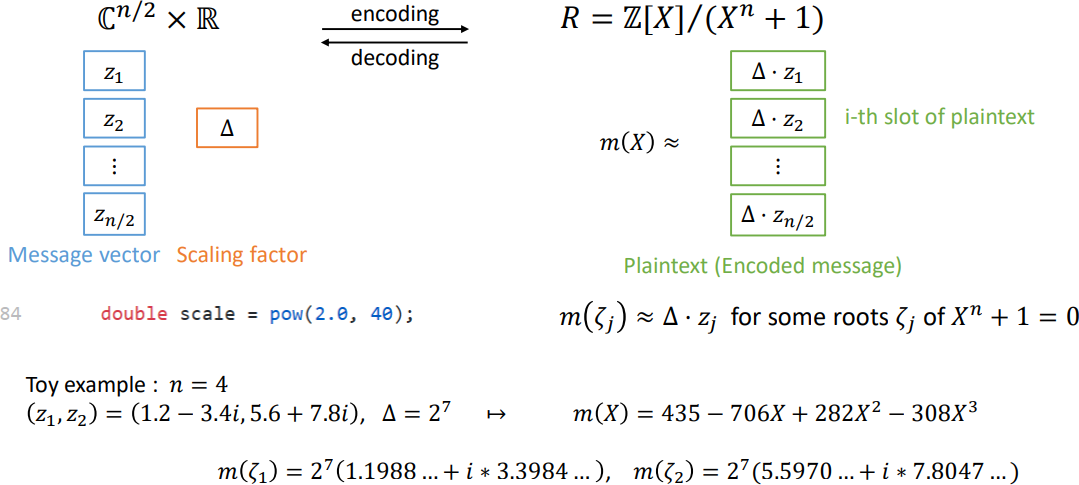 ℂ^{n/2} × ℝ
encoding
decoding
R = ℤ[X]/(X^n + 1)
z_1
z_2
⋮
z_{n/2}
Δ
m(X) ≈
Δ · z_1
Δ · z_2
⋮
Δ · z_{n/2}
i-th slot of plaintext
Message vector
Scaling factor
Plaintext (Encoded message)
84 double scale = pow(2.0, 40);
m(ζ_j) ≈ Δ · z_j for some roots ζ_j of X^n + 1 = 0
Toy example : n = 4
(z_1, z_2) = (1.2 − 3.4i, 5.6 + 7.8i), Δ = 2^7 ↦ m(X) = 435 − 706X + 282X^2 − 308X^3
m(ζ_1) = 2^7(1.1988 … + i ∗ 3.3984 … ), m(ζ_2) = 2^7(5.5970 … + i ∗ 7.8047 … )